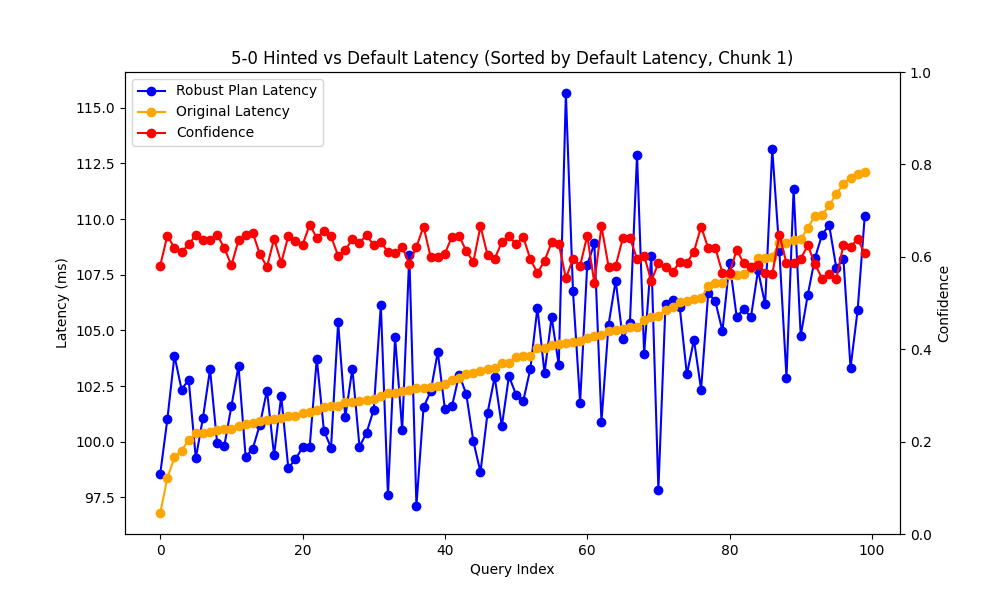 5-0 Hinted vs Default Latency (Sorted by Default Latency, Chunk 1)
Robust Plan Latency
Original Latency
Confidence
Latency (ms)
115.0
112.5
110.0
107.5
105.0
102.5
100.0
97.5
1.0
0.8
0.6
0.4
0.2
0.0
Confidence
0 20 40 60 80 100
Query Index